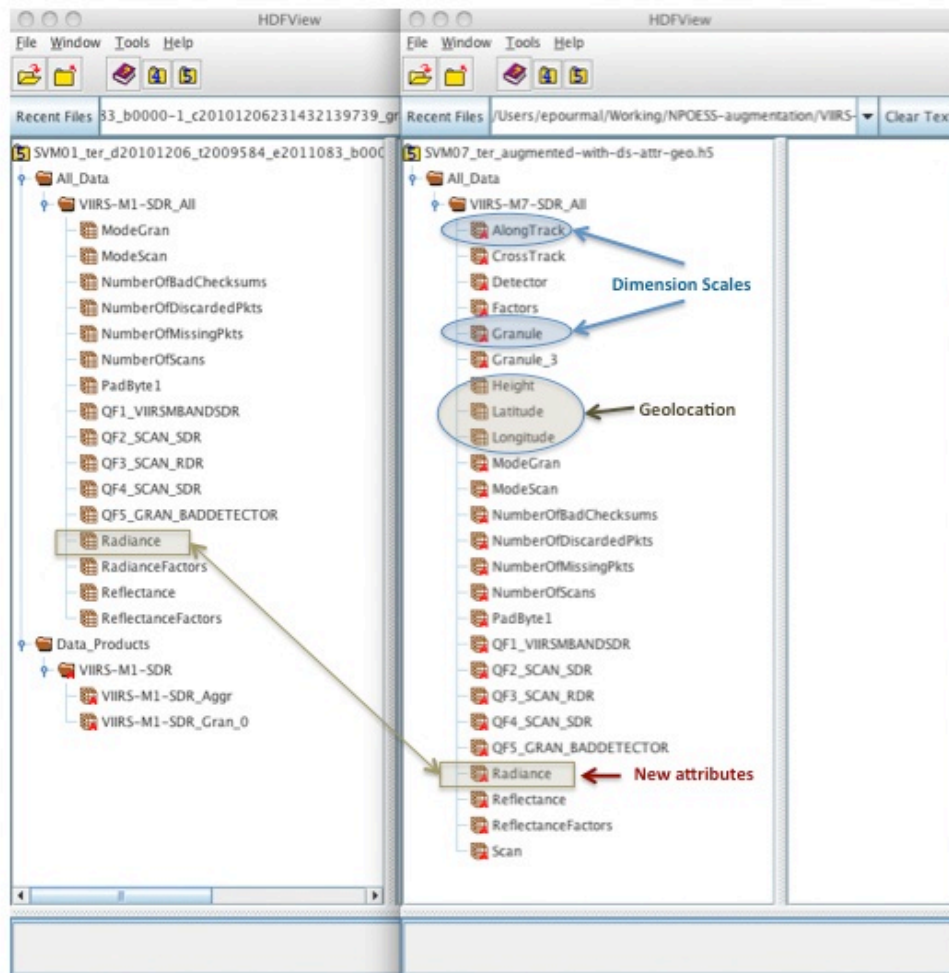 HDFView
File Window Tools Help
Recent Files 33_b0000-1_c20101206231432139739_gr
SVM01_ter_d20101206_t2009584_e2011083_b000
All_Data
VIIRS-M1-SDR_All
ModeGran
ModeScan
NumberOfBadChecksums
NumberOfDiscardedPkts
NumberOfMissingPkts
NumberOfScans
PadByte1
QF1_VIIRSMBANDSDR
QF2_SCAN_SDR
QF3_SCAN_RDR
QF4_SCAN_SDR
QF5_GRAN_BADDETECTOR
Radiance
RadianceFactors
Reflectance
ReflectanceFactors
Data_Products
VIIRS-M1-SDR
VIIRS-M1-SDR_Aggr
VIIRS-M1-SDR_Gran_0
HDFView
File Window Tools Help
Recent Files /Users/epourmal/Working/NPOESS-augmentation/VIIRS- Clear Tex
SVM07_ter_augmented-with-ds-attr-geo.h5
All_Data
VIIRS-M7-SDR_All
AlongTrack
CrossTrack
Detector
Dimension Scales
Factors
Granule
Granule_3
Height
Latitude
Geolocation
Longitude
ModeGran
ModeScan
NumberOfBadChecksums
NumberOfDiscardedPkts
NumberOfMissingPkts
NumberOfScans
PadByte1
QF1_VIIRSMBANDSDR
QF2_SCAN_SDR
QF3_SCAN_RDR
QF4_SCAN_SDR
QF5_GRAN_BADDETECTOR
Radiance
New attributes
Reflectance
ReflectanceFactors
Scan